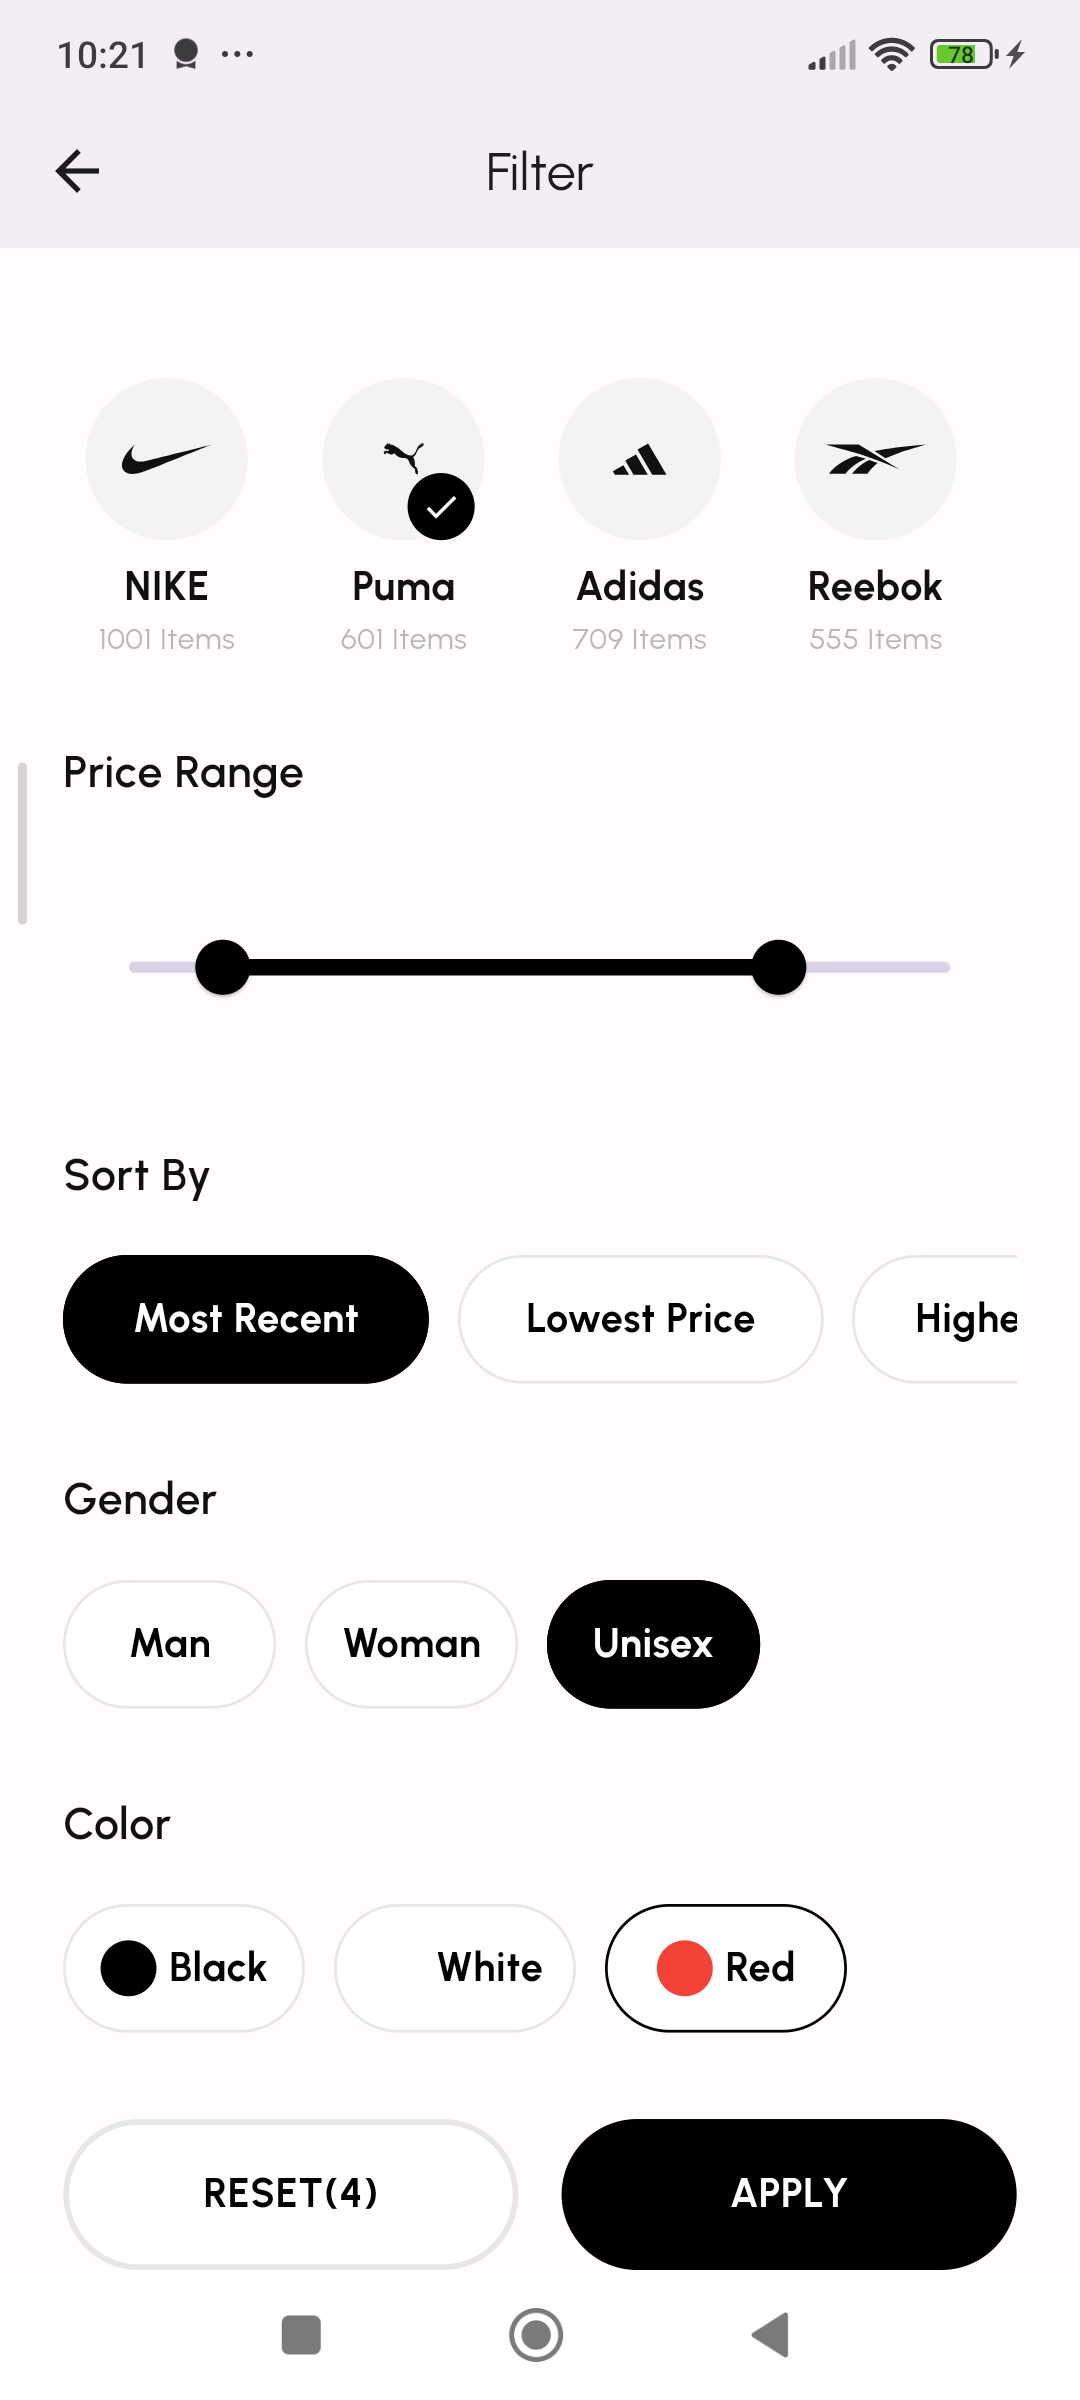 10:21
78
Filter
NIKE Puma Adidas Reebok
1001 Items 601 Items 709 Items 555 Items
Price Range
Sort By
Most Recent Lowest Price Highe
Gender
Man Woman Unisex
Color
Black White Red
RESET(4) APPLY